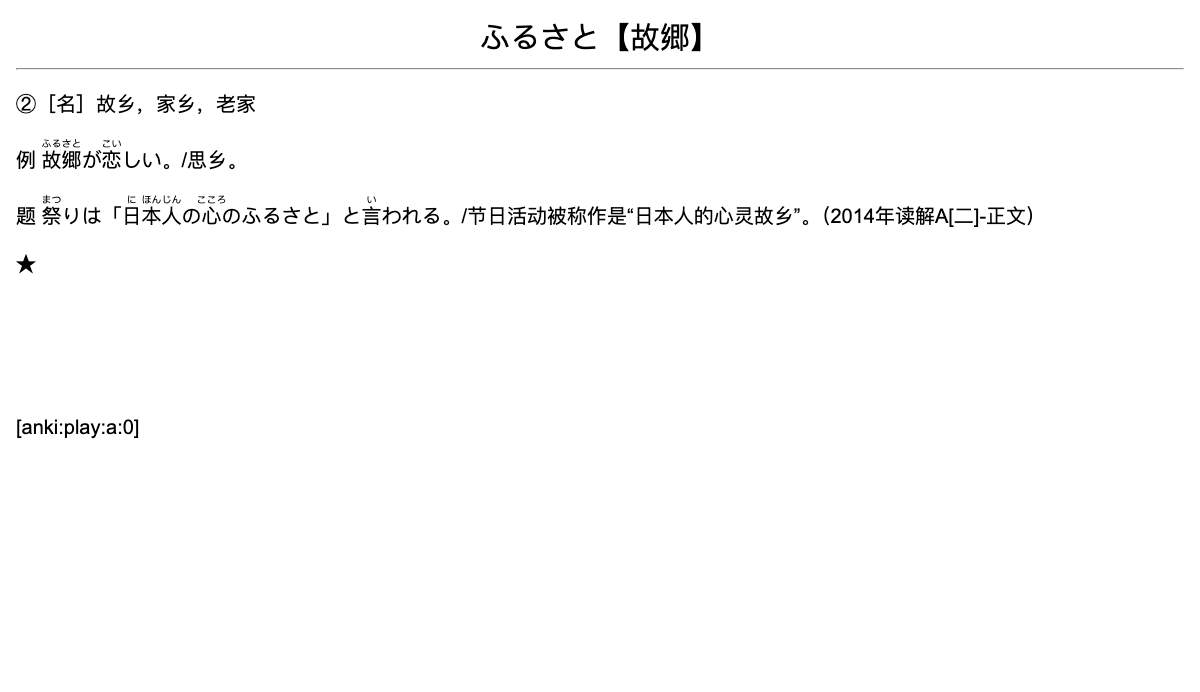 ふるさと【故郷】
②［名］故乡，家乡，老家
ふるさと こい
例 故郷が恋しい。/思乡。
まつ に ほんじん こころ い
题 祭りは「日本人の心のふるさと」と言われる。/节日活动被称作是“日本人的心灵故乡”。（2014年读解A[二]-正文）
★
[anki:play:a:0]